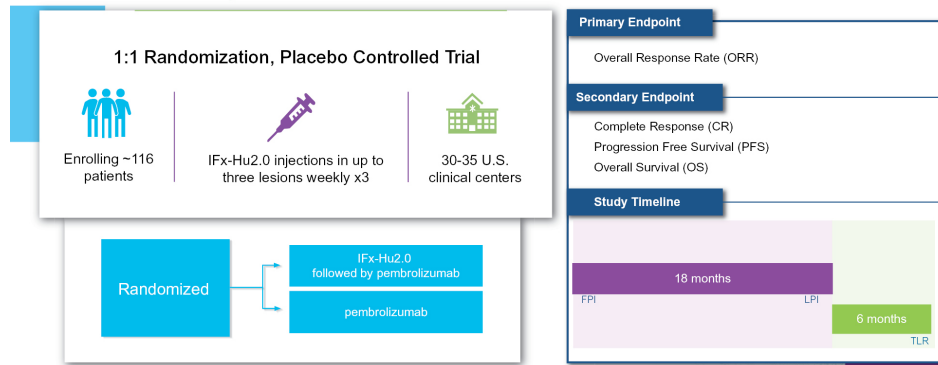 1:1 Randomization, Placebo Controlled Trial
Enrolling ~116
patients
IFx-Hu2.0 injections in up to
three lesions weekly x3
30-35 U.S.
clinical centers
Randomized
IFx-Hu2.0
followed by pembrolizumab
pembrolizumab
Primary Endpoint
Overall Response Rate (ORR)
Secondary Endpoint
Complete Response (CR)
Progression Free Survival (PFS)
Overall Survival (OS)
Study Timeline
18 months
FPI
LPI
6 months
TLR